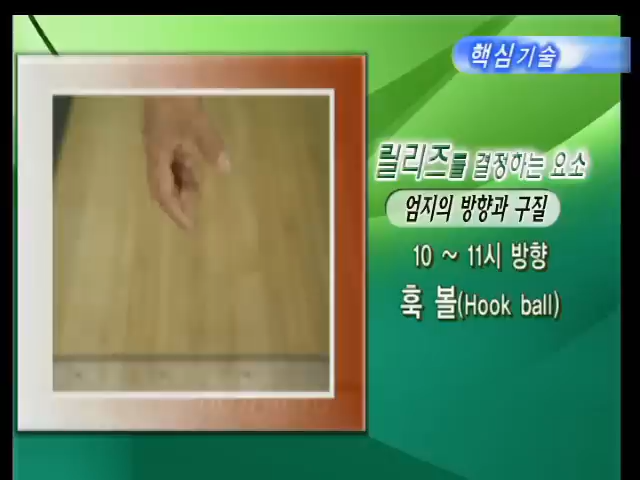 핵심기술
릴리즈를 결정하는 요소
엄지의 방향과 구질
10 ~ 11시 방향
훅 볼(Hook ball)